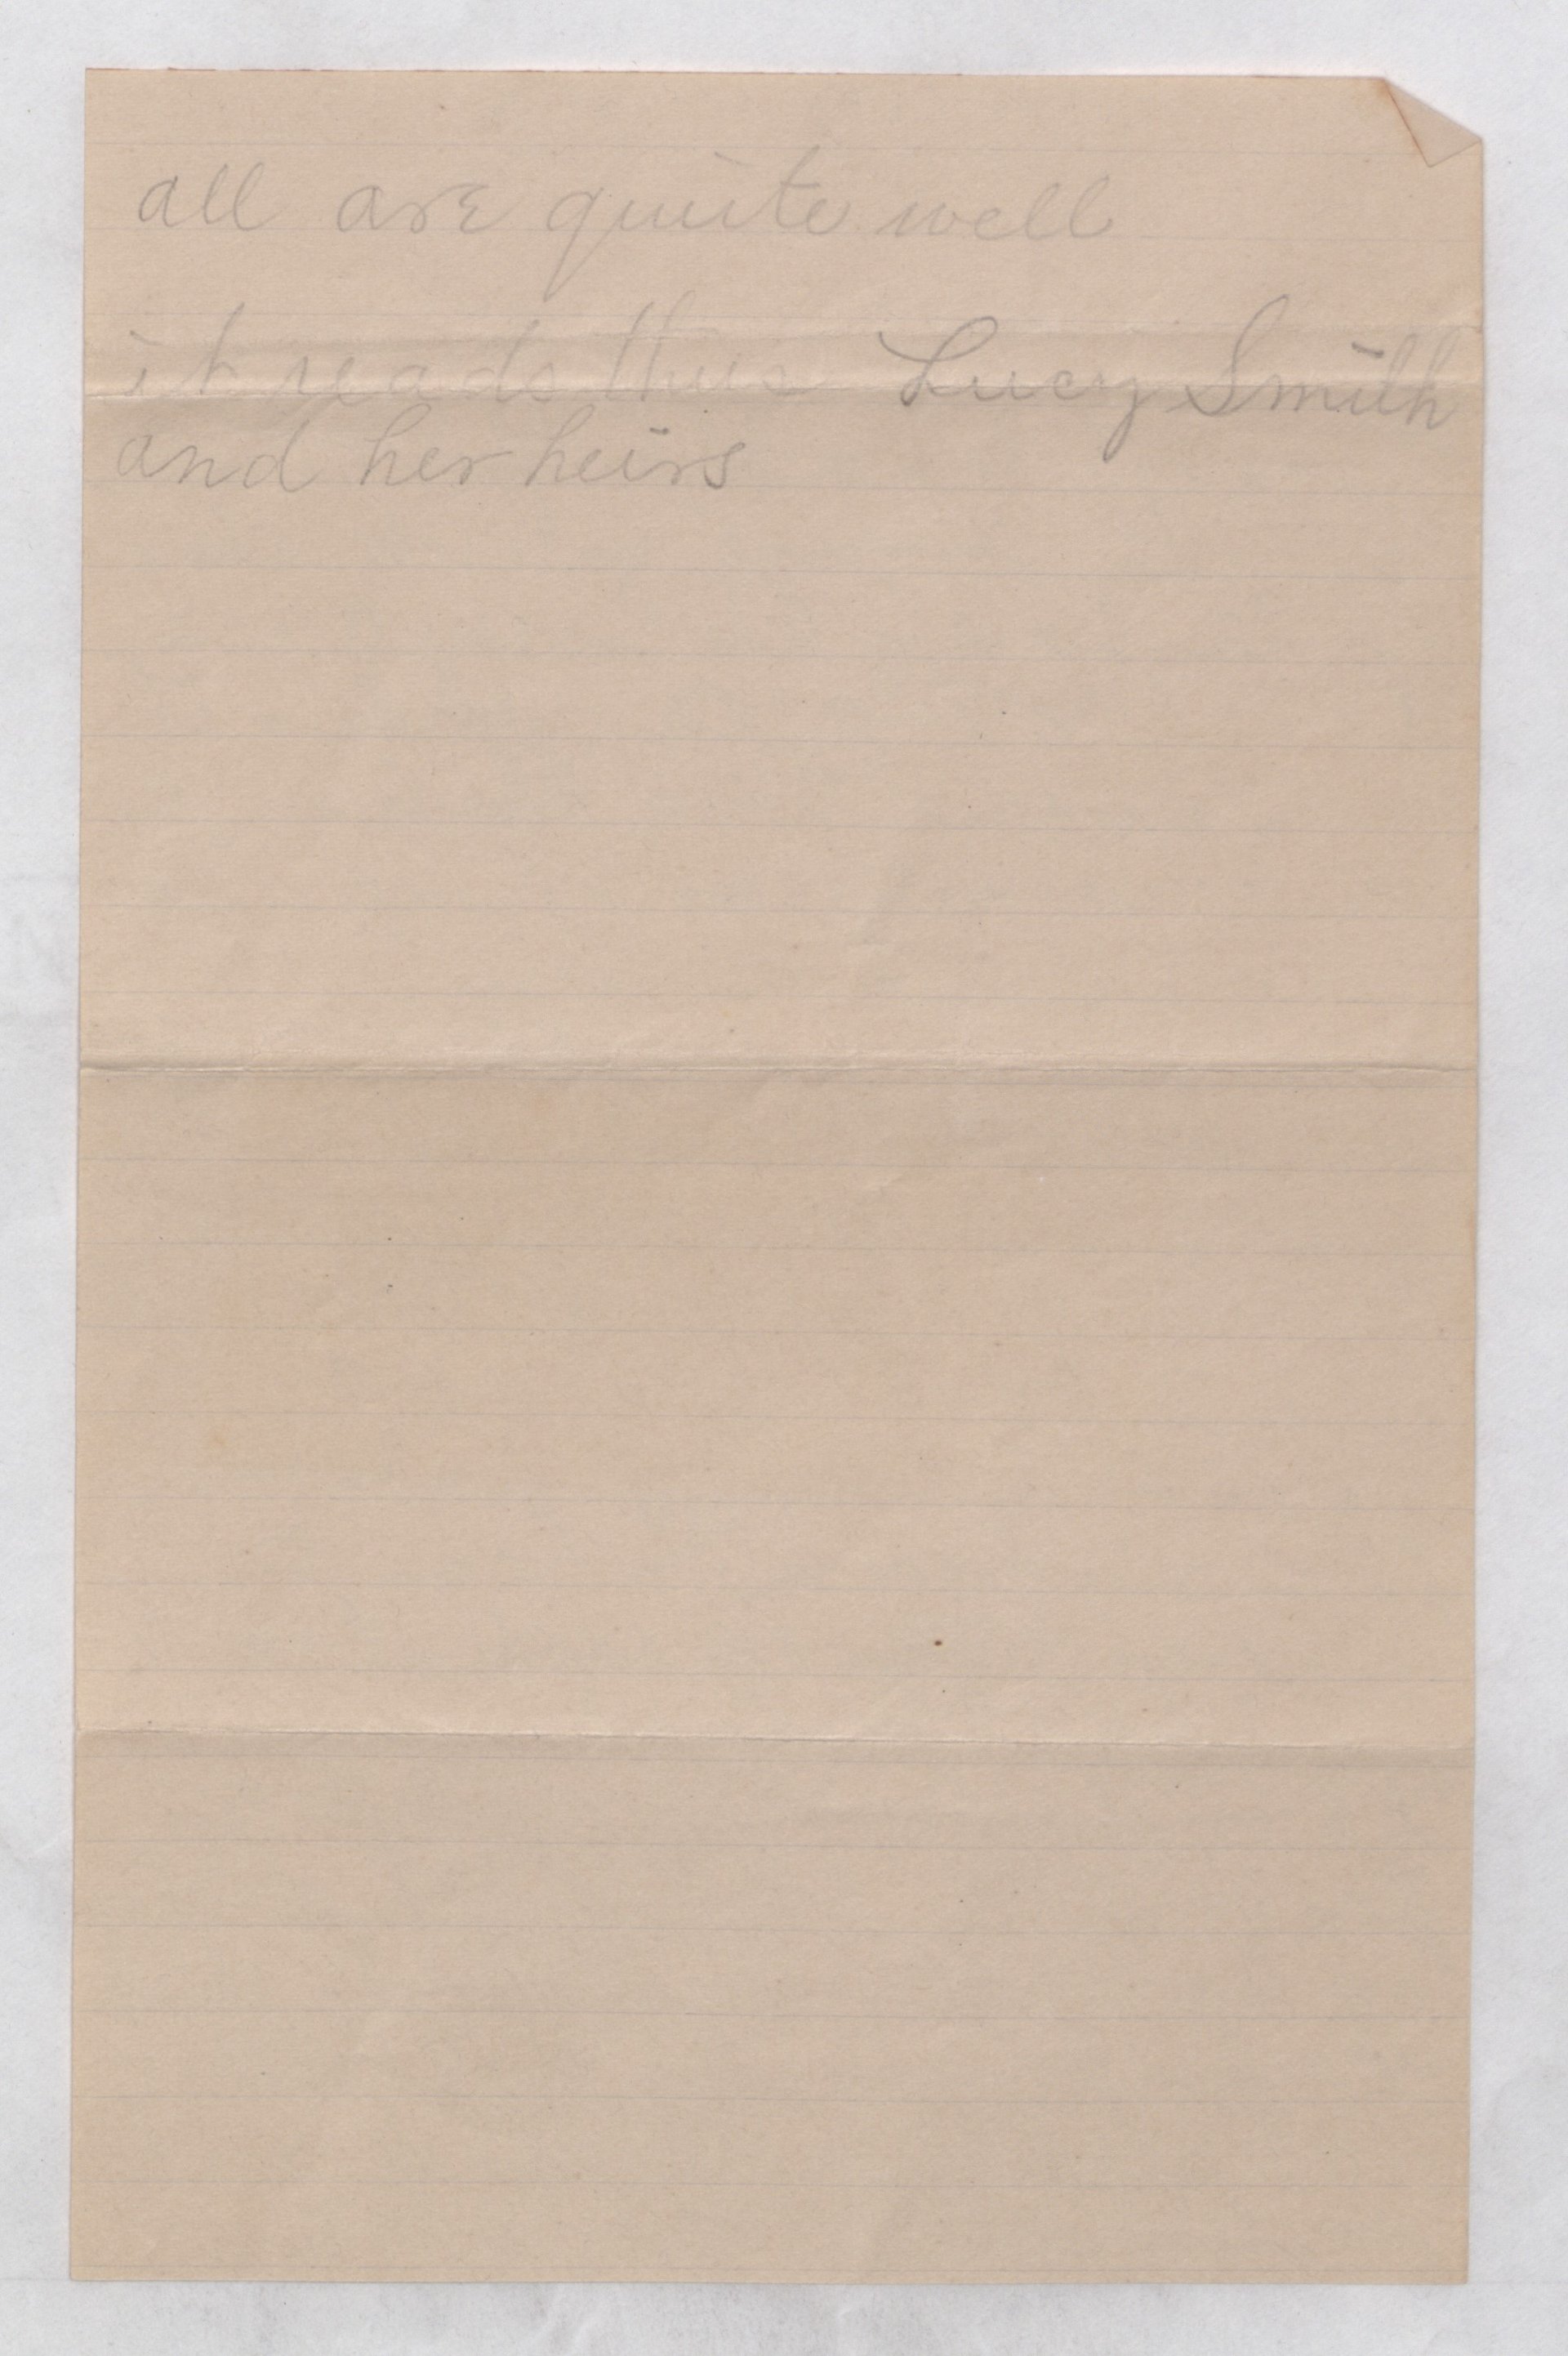 all are quite well
it reads thus Lucy Smith
and her heirs